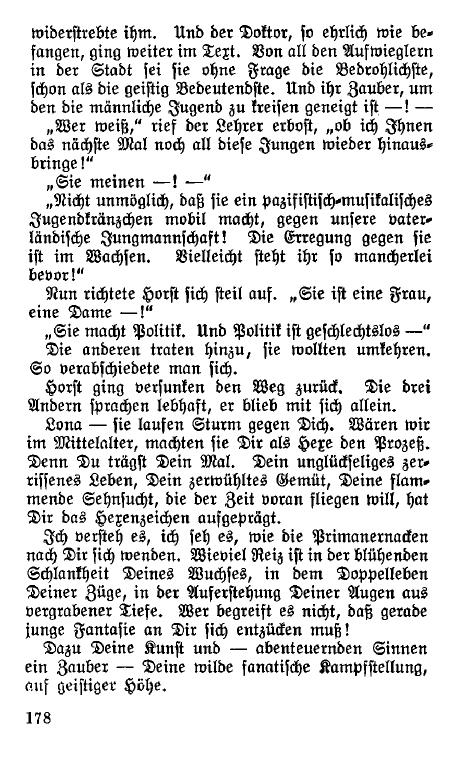 widerstrebte ihm. Und der Doktor, so ehrlich wie be-
fangen, ging weiter im Text. Von all den Aufwieglern
in der Stadt sei sie ohne Frage die Bedrohlichste,
schon als die geistig Bedeutendste. Und ihr Zauber, um
den die männliche Jugend zu kreisen geneigt ist —! —
„Wer weiß,“ rief der Lehrer erbost, „ob ich Ihnen
das nächste Mal noch all diese Jungen wieder hinaus-
bringe!“
„Sie meinen —! —“
„Nicht unmöglich, daß sie ein pazifistisch-musikalisches
Jugendkränzchen mobil macht, gegen unsere vater-
ländische Jungmannschaft! Die Erregung gegen sie
ist im Wachsen. Vielleicht steht ihr so mancherlei
bevor!“
Nun richtete Horst sich steil auf. „Sie ist eine Frau,
eine Dame —!“
„Sie macht Politik. Und Politik ist geschlechtslos —“
Die anderen traten hinzu, sie wollten umkehren.
So verabschiedete man sich.
Horst ging versunken den Weg zurück. Die drei
Andern sprachen lebhaft, er blieb mit sich allein.
Lona — sie laufen Sturm gegen Dich. Wären wir
im Mittelalter, machten sie Dir als Hexe den Prozeß.
Denn Du trägst Dein Mal. Dein unglückseliges zer-
rissenes Leben, Dein zerwühltes Gemüt, Deine flam-
mende Sehnsucht, die der Zeit voran fliegen will, hat
Dir das Hexenzeichen aufgeprägt.
Ich versteh es, ich seh es, wie die Primanernacken
nach Dir sich wenden. Wieviel Reiz ist in der blühenden
Schlankheit Deines Wuchses, in dem Doppelleben
Deiner Züge, in der Auferstehung Deiner Augen aus
vergrabener Tiefe. Wer begreift es nicht, daß gerade
junge Fantasie an Dir sich entzücken muß!
Dazu Deine Kunst und — abenteuernden Sinnen
ein Zauber — Deine wilde fanatische Kampfstellung,
auf geistiger Höhe.
178